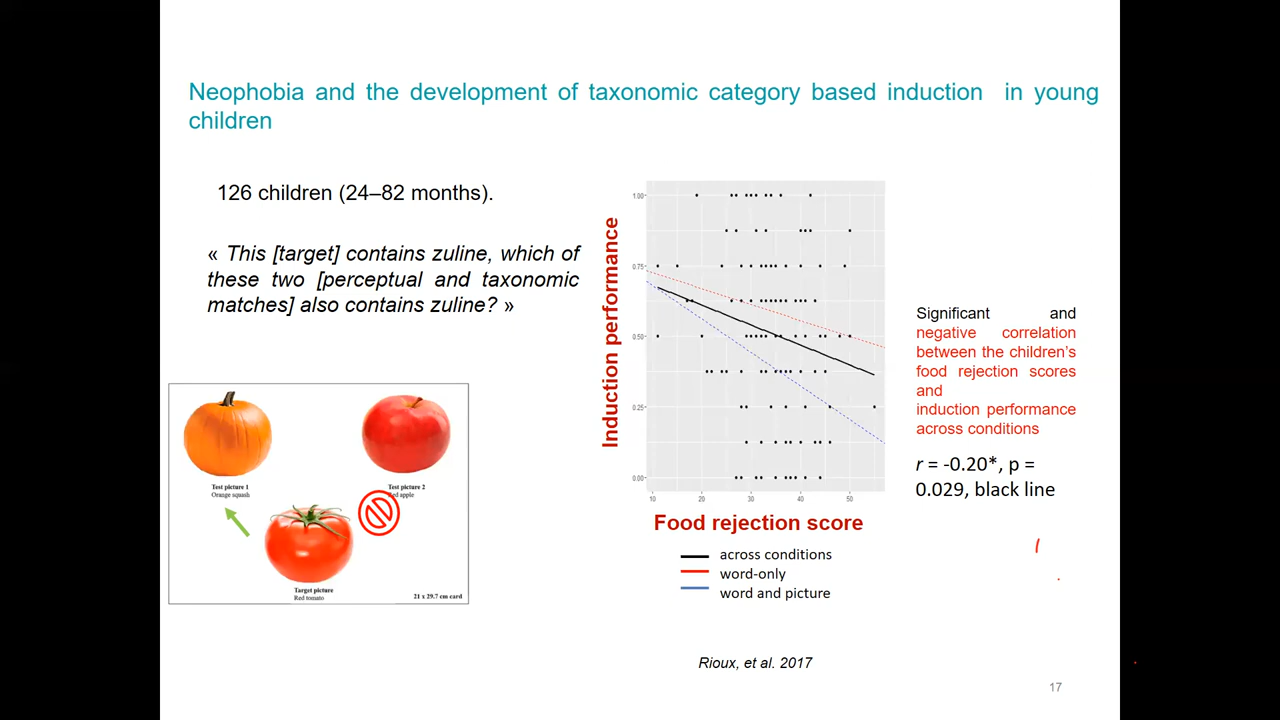 Neophobia and the development of taxonomic category based induction in young
children
126 children (24–82 months).
« This [target] contains zuline, which of
these two [perceptual and taxonomic
matches] also contains zuline? »
Test picture 1
Orange squash
Test picture 2
Red apple
Target picture
Red tomato
21 x 29.7 cm card
Induction performance
1.00
0.75
0.50
0.25
0.00
10 20 30 40 50
Food rejection score
across conditions
word-only
word and picture
Significant and
negative correlation
between the children's
food rejection scores
and
induction performance
across conditions
r = -0.20*, p =
0.029, black line
Rioux, et al. 2017
17